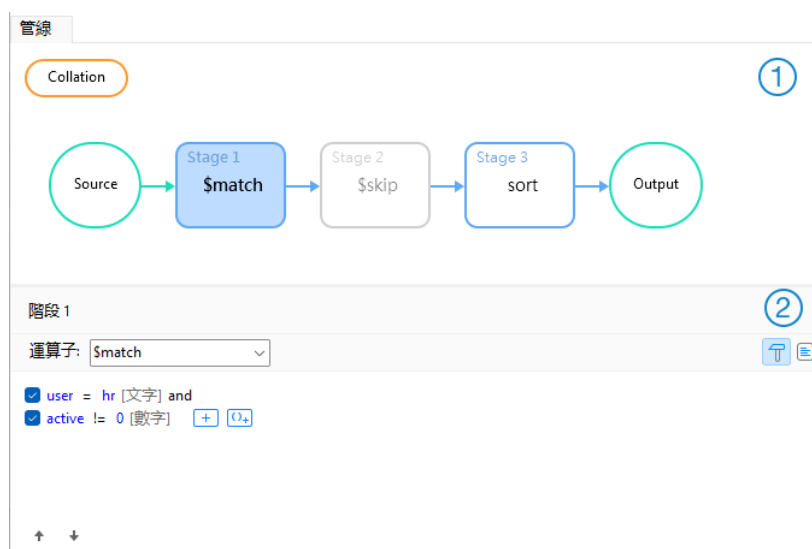 管線
Collation
1
Stage 1
Stage 2
Stage 3
Source
$match
$skip
sort
Output
階段 1
2
運算子: $match
user = hr [文字] and
active != 0 [數字]